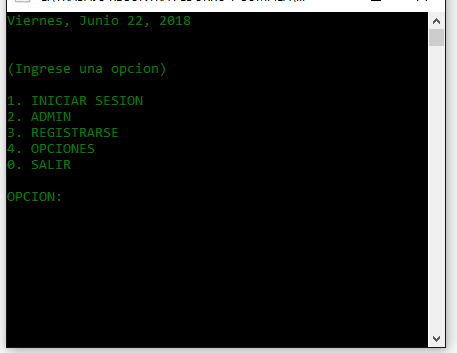 Viernes, Junio 22, 2018
(Ingrese una opcion)
1. INICIAR SESION
2. ADMIN
3. REGISTRARSE
4. OPCIONES
0. SALIR
OPCION: